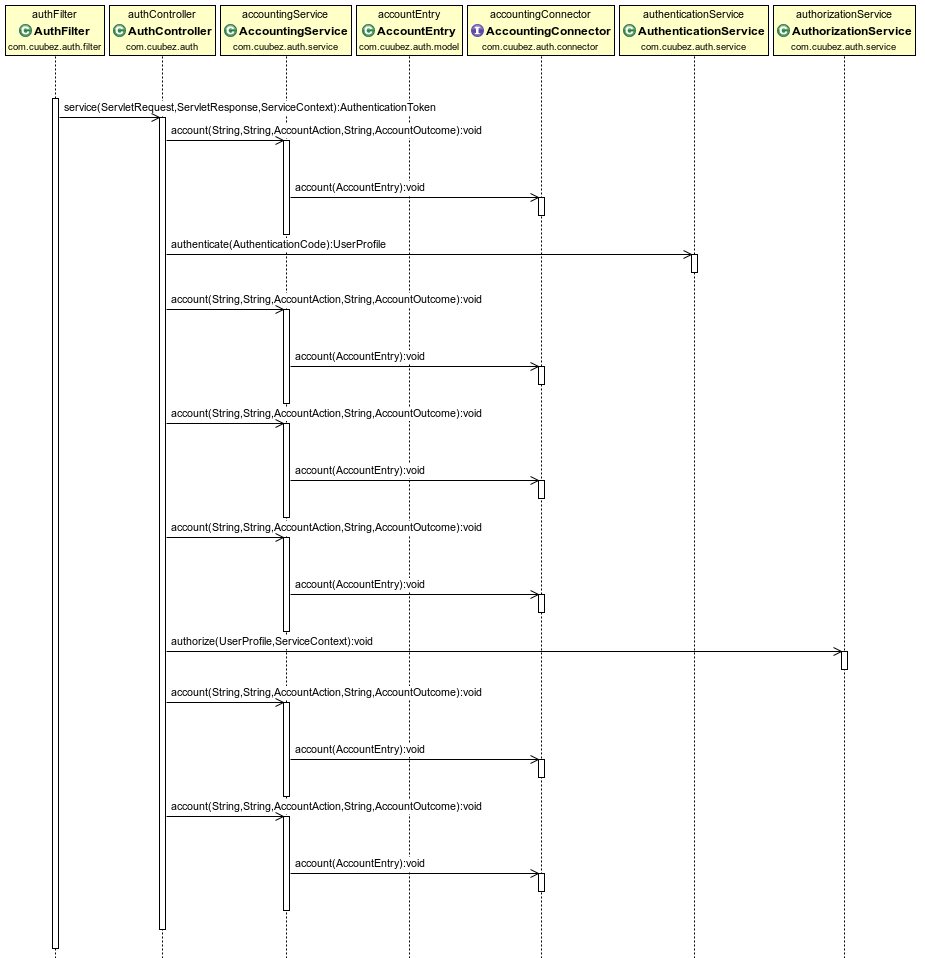 authFilter
C AuthFilter
com.cuubez.auth.filter
authController
C AuthController
com.cuubez.auth
accountingService
C AccountingService
com.cuubez.auth.service
accountEntry
C AccountEntry
com.cuubez.auth.model
accountingConnector
I AccountingConnector
com.cuubez.auth.connector
authenticationService
C AuthenticationService
com.cuubez.auth.service
authorizationService
C AuthorizationService
com.cuubez.auth.service
service(ServletRequest,ServletResponse,ServiceContext):AuthenticationToken
account(String,String,AccountAction,String,AccountOutcome):void
account(AccountEntry):void
authenticate(AuthenticationCode):UserProfile
account(String,String,AccountAction,String,AccountOutcome):void
account(AccountEntry):void
account(String,String,AccountAction,String,AccountOutcome):void
account(AccountEntry):void
account(String,String,AccountAction,String,AccountOutcome):void
account(AccountEntry):void
authorize(UserProfile,ServiceContext):void
account(String,String,AccountAction,String,AccountOutcome):void
account(AccountEntry):void
account(String,String,AccountAction,String,AccountOutcome):void
account(AccountEntry):void